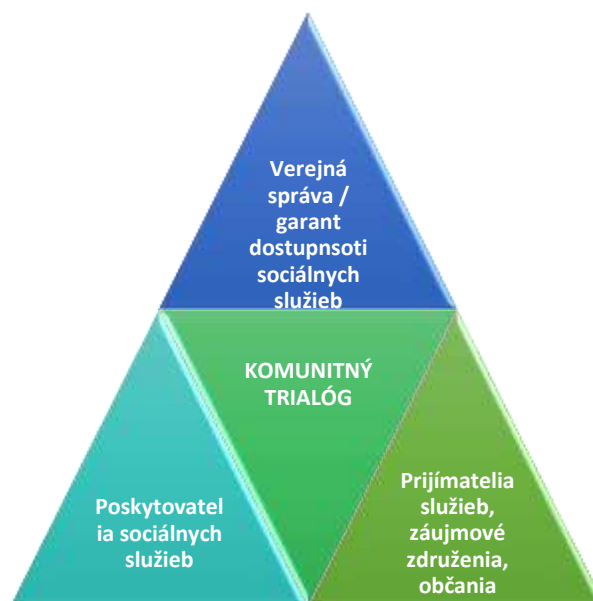 Verejná
správa /
garant
dostupnsoti
sociálnych
služieb
KOMUNITNÝ
TRIALÓG
Poskytovatel
ia sociálnych
služieb
Prijímatelia
služieb,
záujmové
združenia,
občania